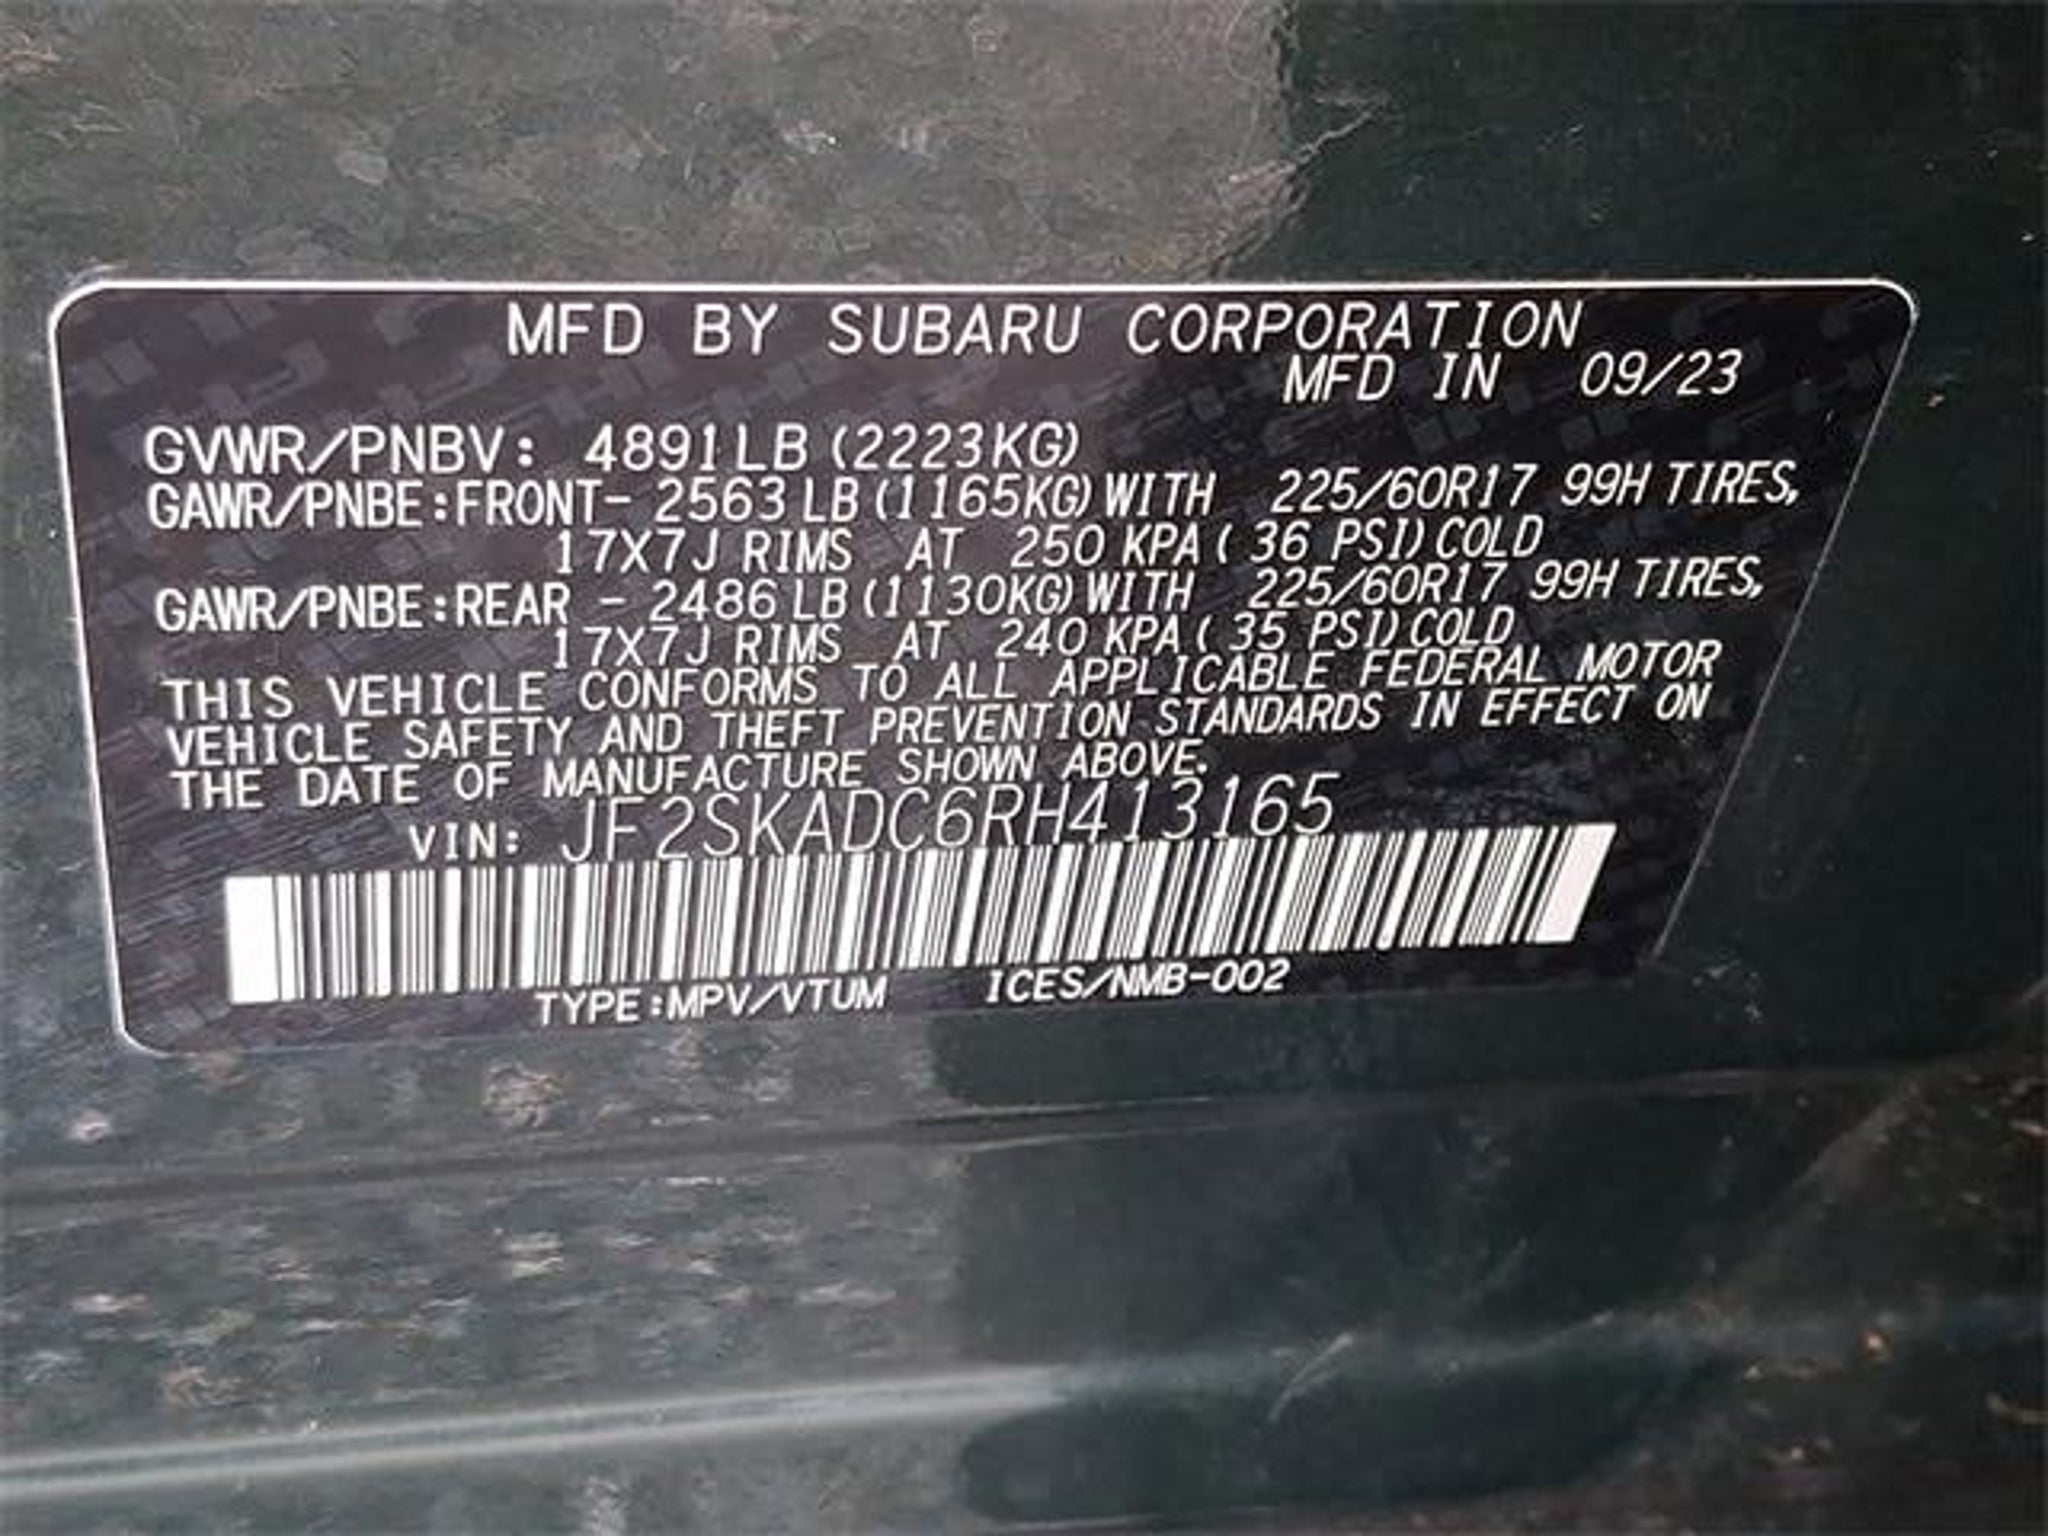 MFD BY SUBARU CORPORATION
MFD IN 09/23
GVWR/PNBV: 4891LB (2223KG)
GAWR/PNBE:FRONT- 2563LB(1165KG)WITH 225/60R17 99H TIRES,
17X7J RIMS AT 250 KPA( 36 PSI)COLD
GAWR/PNBE:REAR - 2486LB(1130KG)WITH 225/60R17 99H TIRES,
17X7J RIMS AT 240 KPA( 35 PSI)COLD
THIS VEHICLE CONFORMS TO ALL APPLICABLE FEDERAL MOTOR
VEHICLE SAFETY AND THEFT PREVENTION STANDARDS IN EFFECT ON
THE DATE OF MANUFACTURE SHOWN ABOVE.
VIN: JF2SKADC6RH413165
TYPE:MPV/VTUM ICES/NMB-002